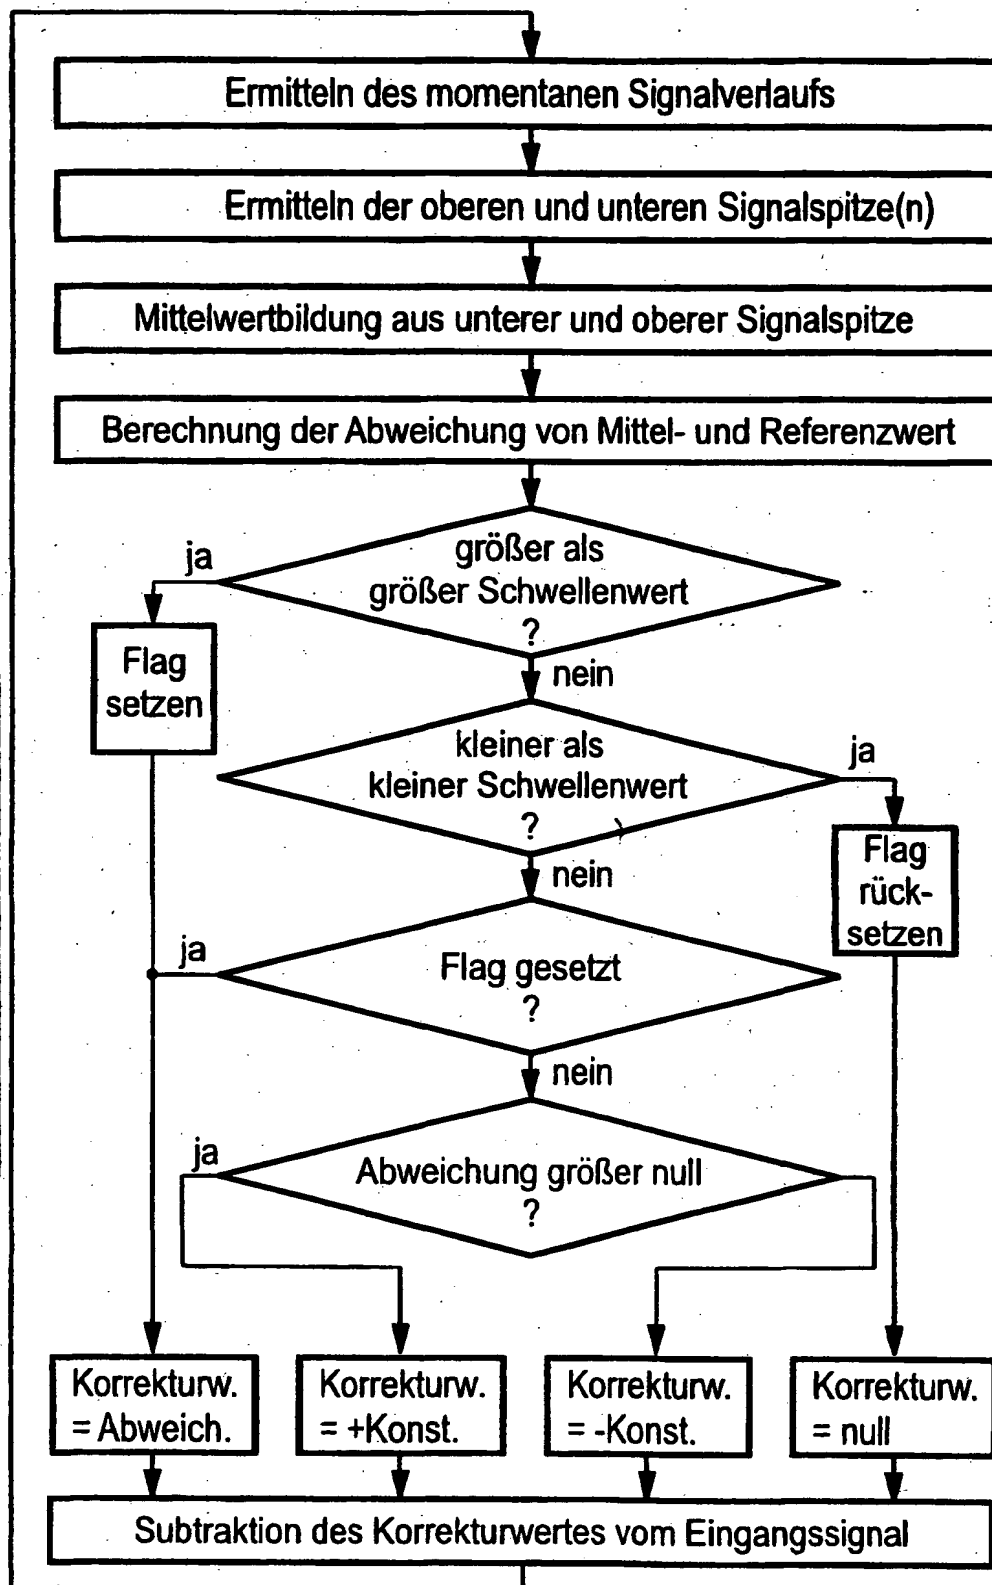 Ermitteln des momentanen Signalverlaufs
Ermitteln der oberen und unteren Signalspitze(n)
Mittelwertbildung aus unterer und oberer Signalspitze
Berechnung der Abweichung von Mittel- und Referenzwert
größer als
größer Schwellenwert
?
ja
nein
Flag
setzen
kleiner als
kleiner Schwellenwert
?
ja
nein
Flag
rück-
setzen
Flag gesetzt
?
ja
nein
Abweichung größer null
?
ja
Korrekturw.
= Abweich.
Korrekturw.
= +Konst.
Korrekturw.
= -Konst.
Korrekturw.
= null
Subtraktion des Korrekturwertes vom Eingangssignal